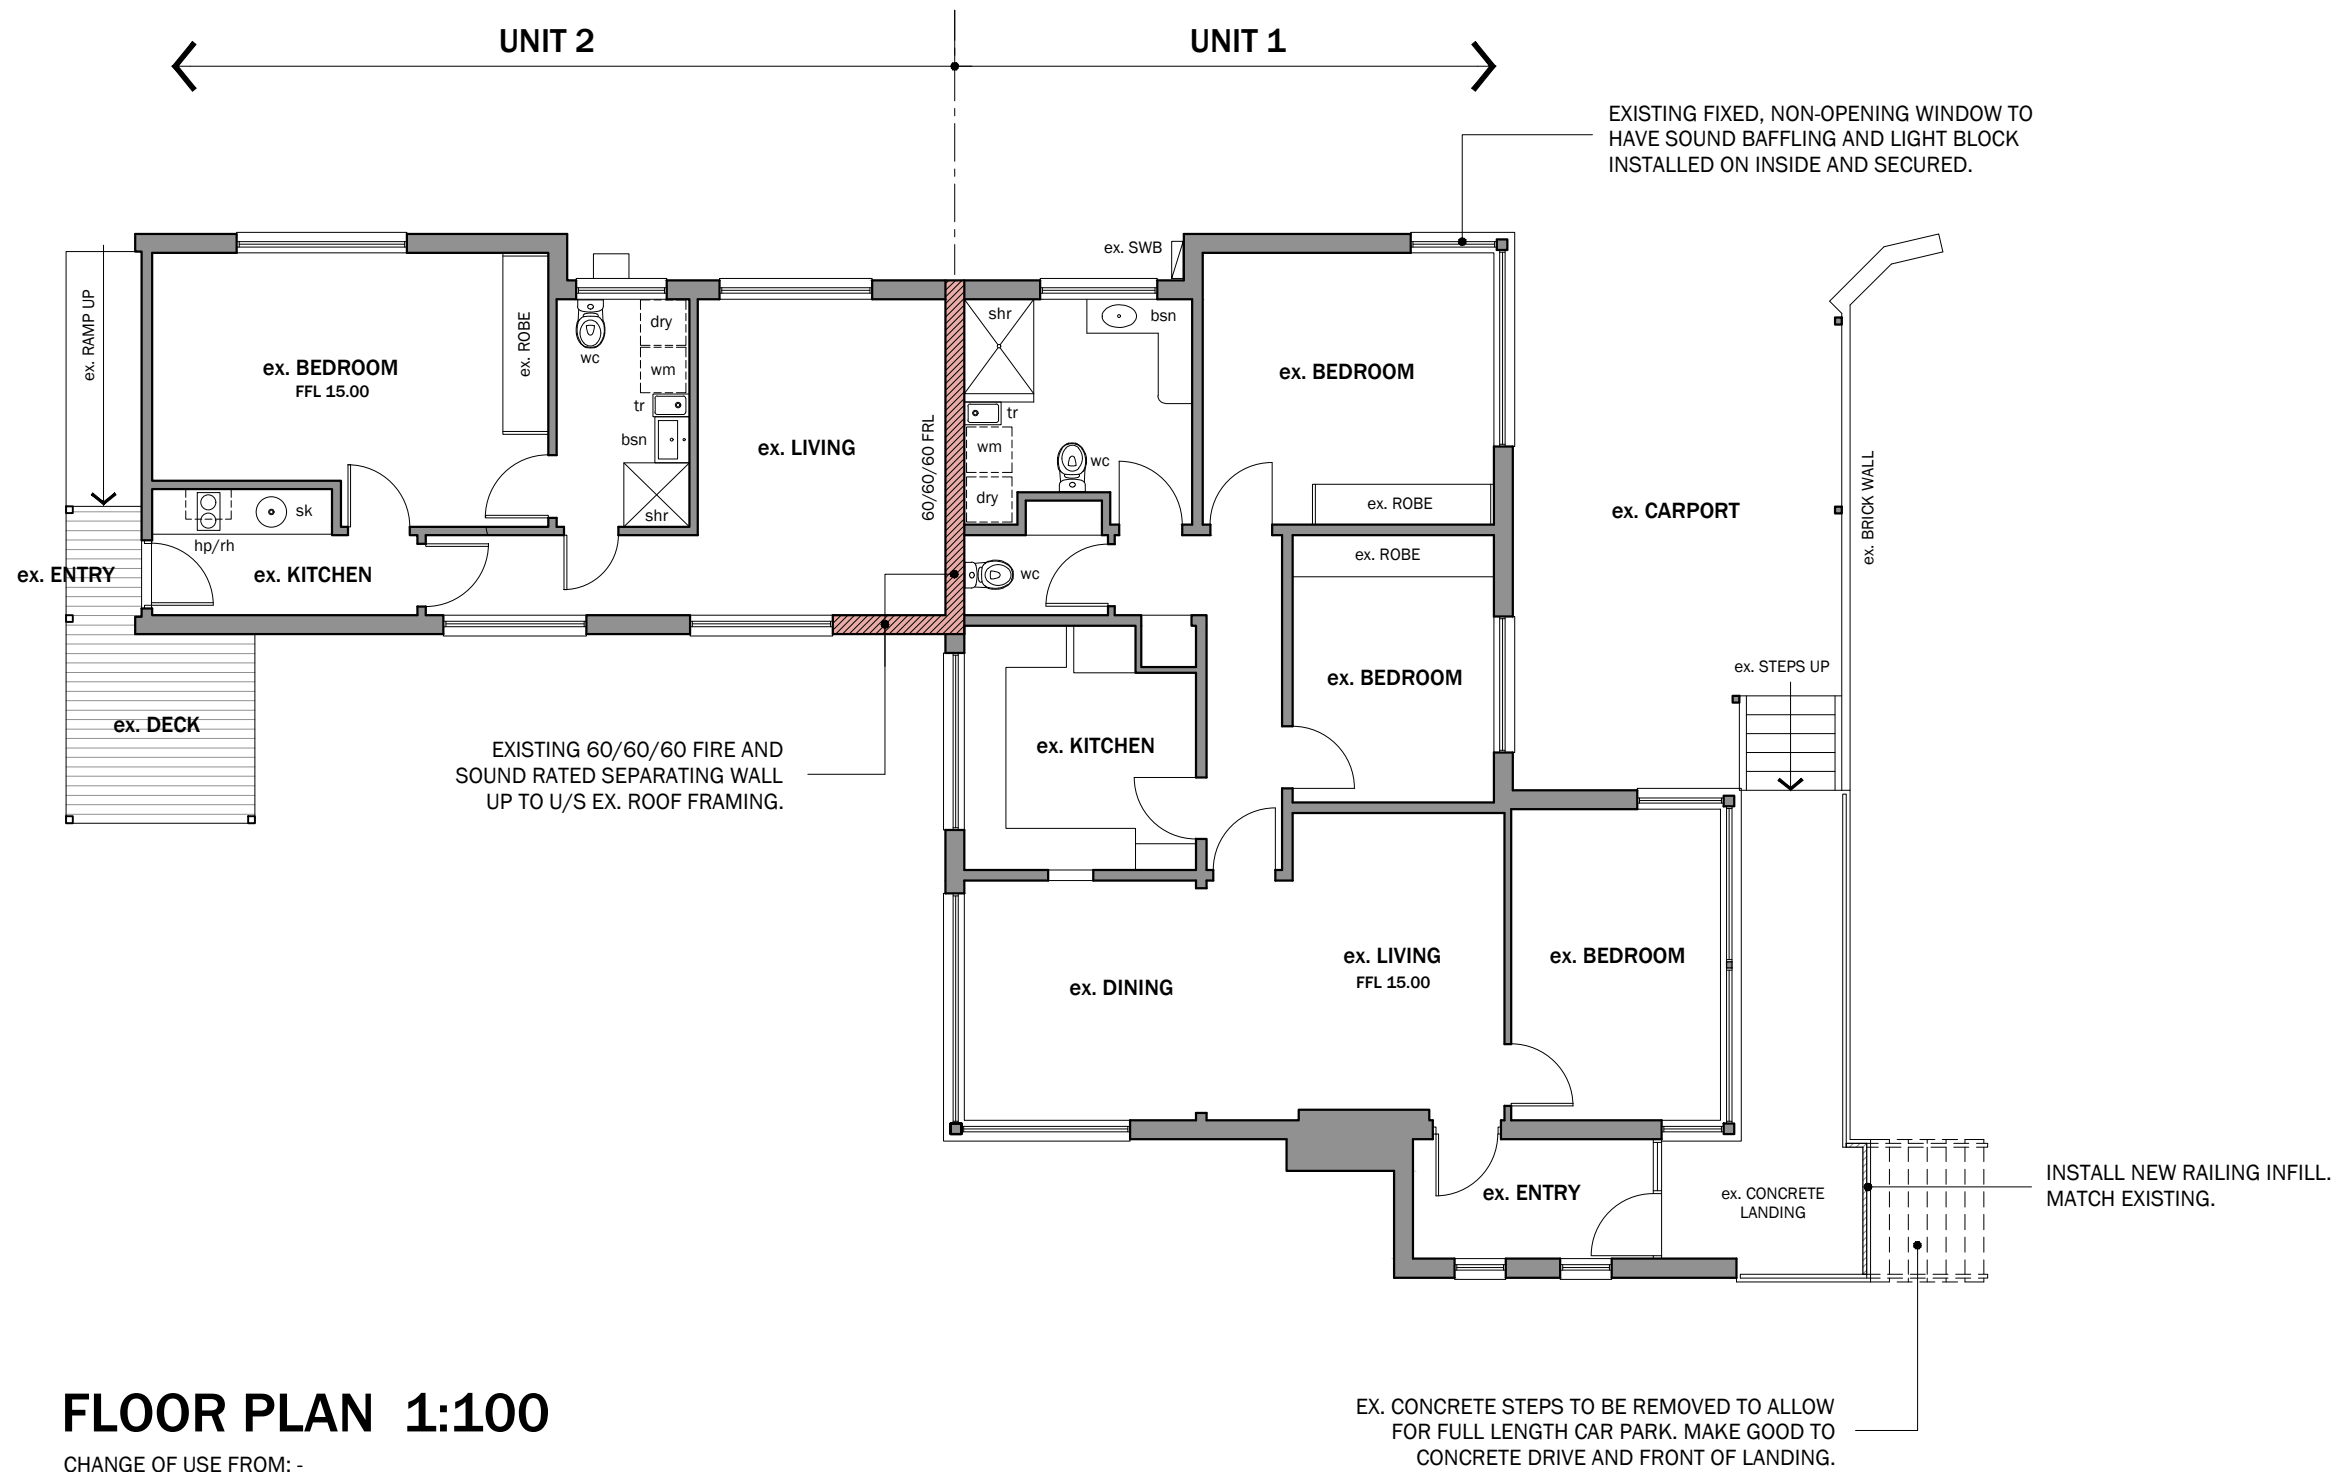 UNIT 2
UNIT 1
EXISTING FIXED, NON-OPENING WINDOW TO
HAVE SOUND BAFFLING AND LIGHT BLOCK
INSTALLED ON INSIDE AND SECURED.
ex. SWB
ex. RAMP UP
ex. BEDROOM
FFL 15.00
ex. ROBE
wc
dry
wm
tr
bsn
shr
ex. LIVING
60/60/60 FRL
shr
bsn
tr
wm
wc
dry
ex. BEDROOM
ex. ROBE
ex. CARPORT
ex. BRICK WALL
sk
hp/rh
ex. ENTRY
ex. KITCHEN
wc
ex. ROBE
ex. BEDROOM
ex. STEPS UP
ex. DECK
EXISTING 60/60/60 FIRE AND
SOUND RATED SEPARATING WALL
UP TO U/S EX. ROOF FRAMING.
ex. KITCHEN
ex. DINING
ex. LIVING
FFL 15.00
ex. BEDROOM
ex. ENTRY
ex. CONCRETE
LANDING
INSTALL NEW RAILING INFILL.
MATCH EXISTING.
EX. CONCRETE STEPS TO BE REMOVED TO ALLOW
FOR FULL LENGTH CAR PARK. MAKE GOOD TO
CONCRETE DRIVE AND FRONT OF LANDING.
FLOOR PLAN 1:100
CHANGE OF USE FROM: -